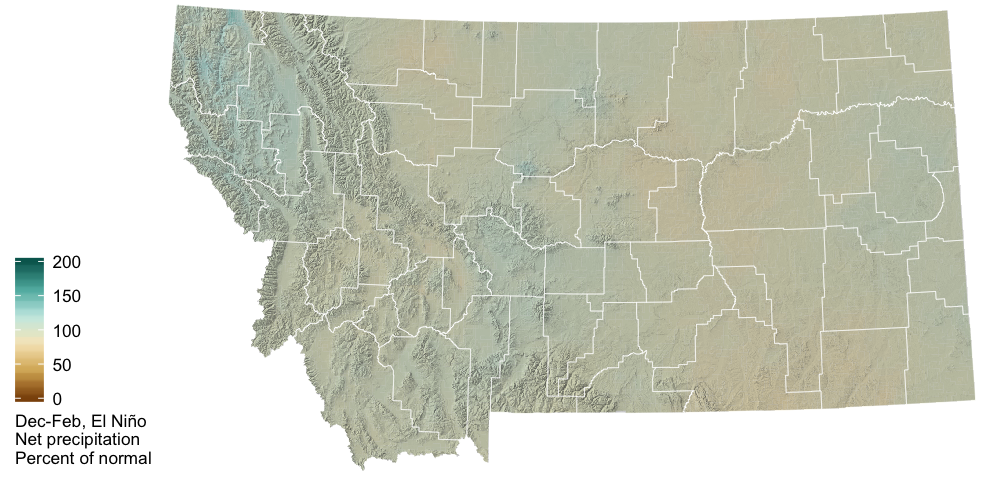 200
150
100
50
0
Dec-Feb, El Niño
Net precipitation
Percent of normal